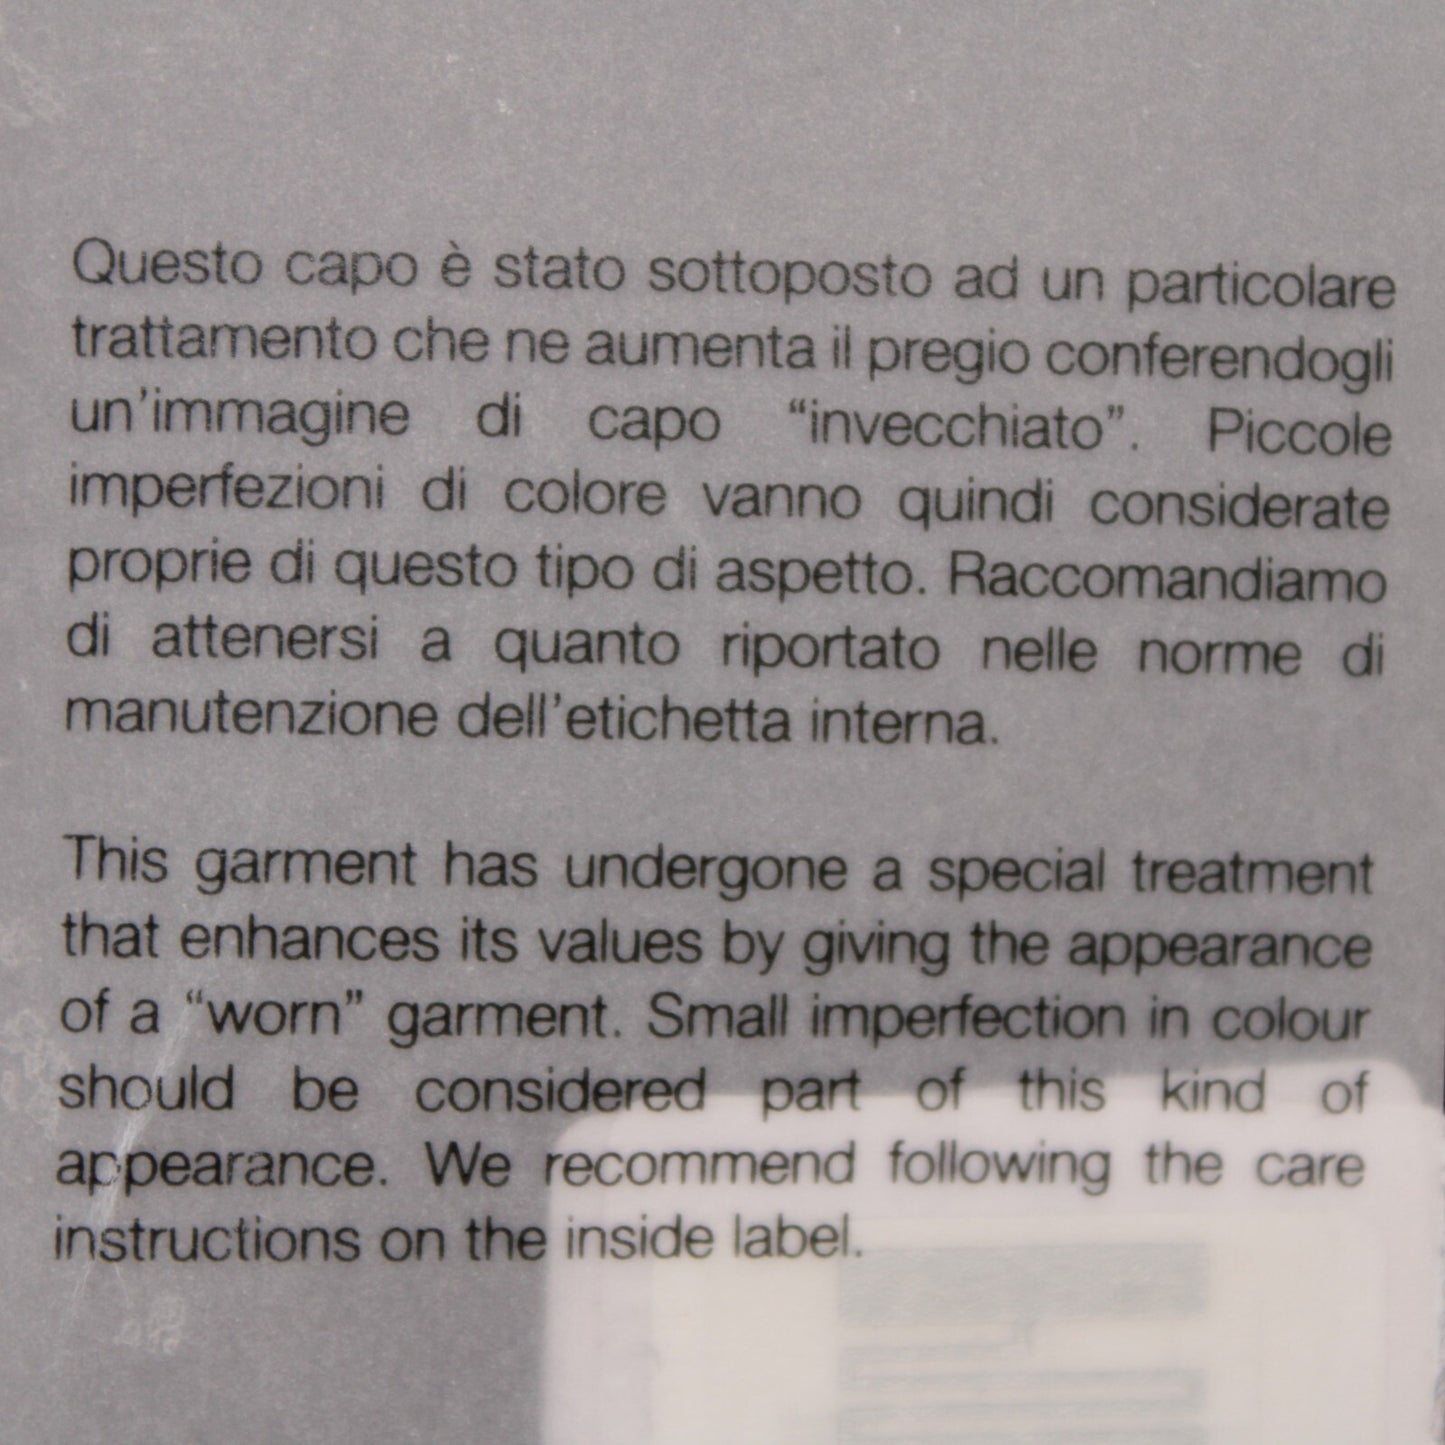 Questo capo è stato sottoposto ad un particolare
trattamento che ne aumenta il pregio conferendogli
un'immagine di capo “invecchiato”. Piccole
imperfezioni di colore vanno quindi considerate
proprie di questo tipo di aspetto. Raccomandiamo
di attenersi a quanto riportato nelle norme di
manutenzione dell'etichetta interna.
This garment has undergone a special treatment
that enhances its values by giving the appearance
of a “worn” garment. Small imperfection in colour
should be considered part of this kind of
appearance. We recommend following the care
instructions on the inside label.